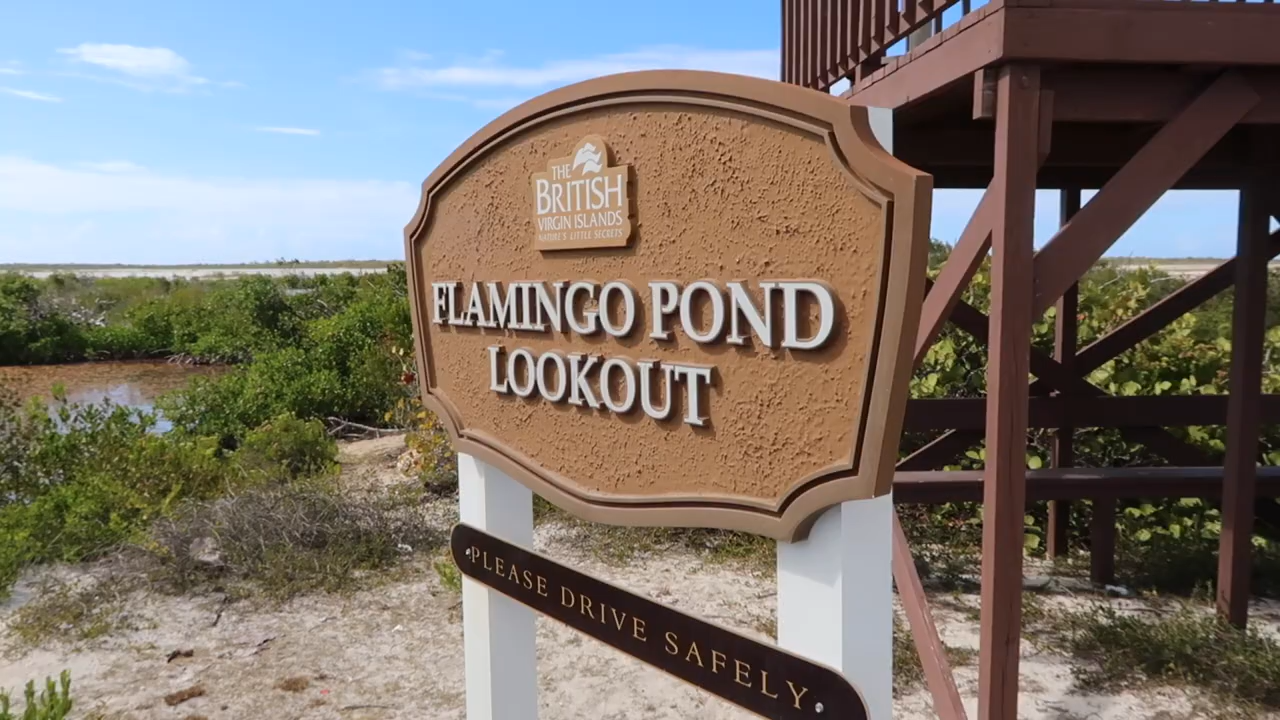 THE
BRITISH
VIRGIN ISLANDS
NATURE'S LITTLE SECRETS
FLAMINGO POND
LOOKOUT
PLEASE DRIVE SAFELY